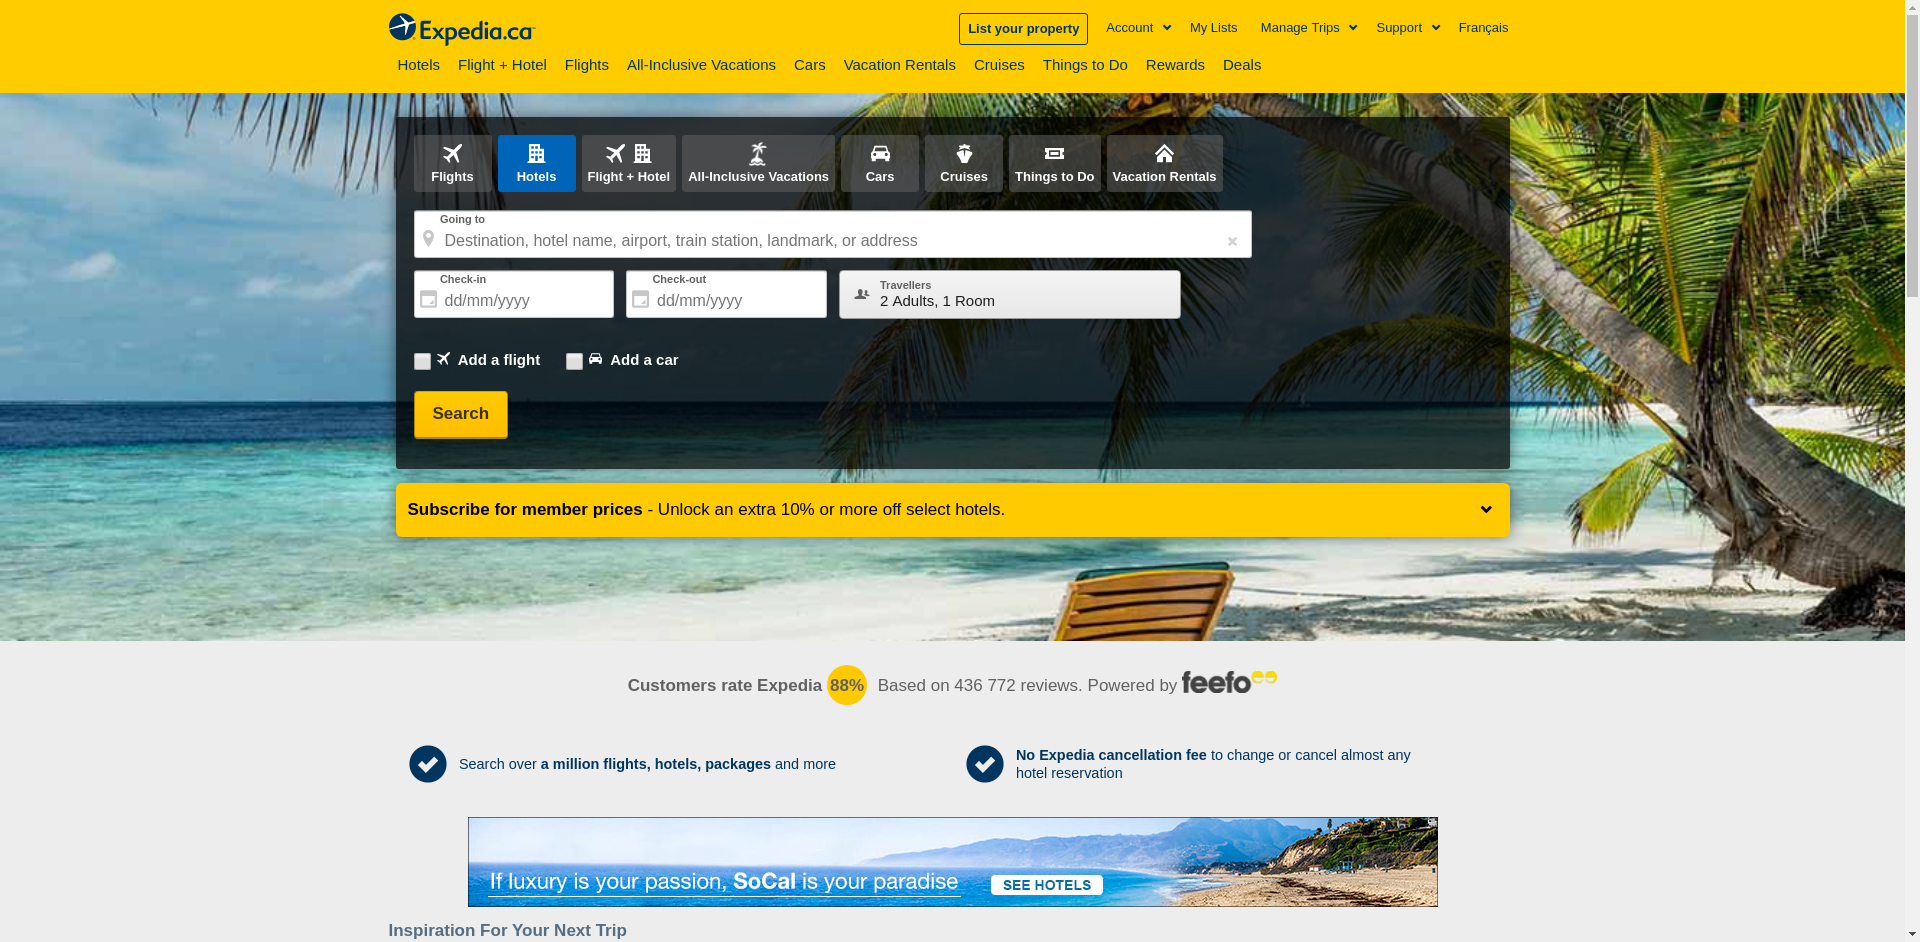 Expedia.ca
List your property
Account
My Lists
Manage Trips
Support
Français
Hotels
Flight + Hotel
Flights
All-Inclusive Vacations
Cars
Vacation Rentals
Cruises
Things to Do
Rewards
Deals
Flights
Hotels
Flight + Hotel
All-Inclusive Vacations
Cars
Cruises
Things to Do
Vacation Rentals
Going to
Destination, hotel name, airport, train station, landmark, or address
Check-in
dd/mm/yyyy
Check-out
dd/mm/yyyy
Travellers
2 Adults, 1 Room
Add a flight
Add a car
Search
Subscribe for member prices - Unlock an extra 10% or more off select hotels.
Customers rate Expedia 88% Based on 436 772 reviews. Powered by feefo
Search over a million flights, hotels, packages and more
No Expedia cancellation fee to change or cancel almost any
hotel reservation
If luxury is your passion, SoCal is your paradise
SEE HOTELS
Inspiration For Your Next Trip